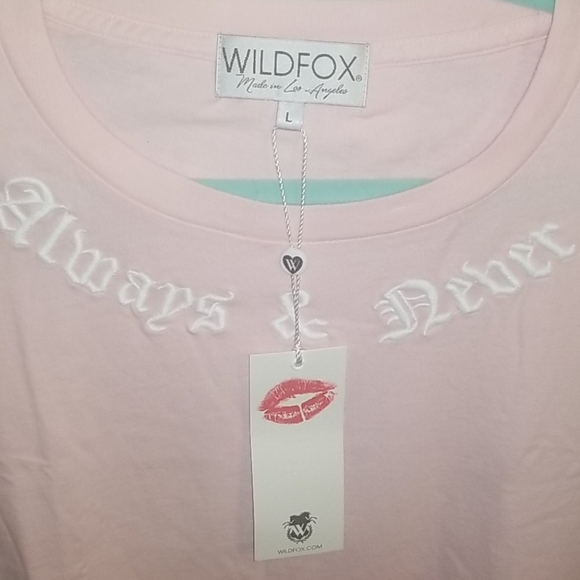 WILDFOX®
Made in Los Angeles
L
Always & Never
W
W
WILDFOX.COM